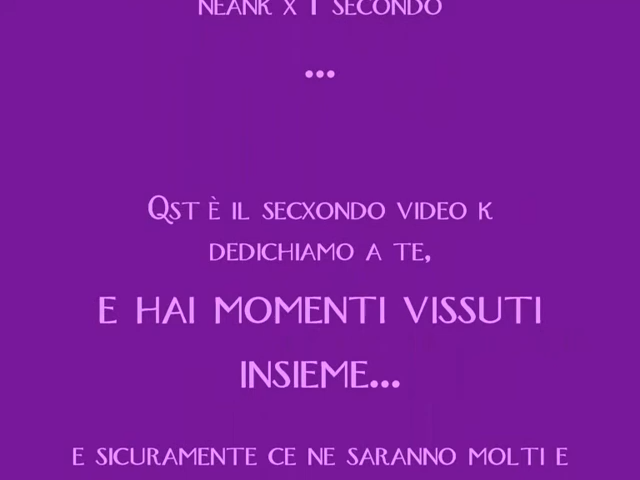 NEANK X 1 SECONDO
...
QST È IL SECXONDO VIDEO K
DEDICHIAMO A TE,
E HAI MOMENTI VISSUTI
INSIEME...
E SICURAMENTE CE NE SARANNO MOLTI E